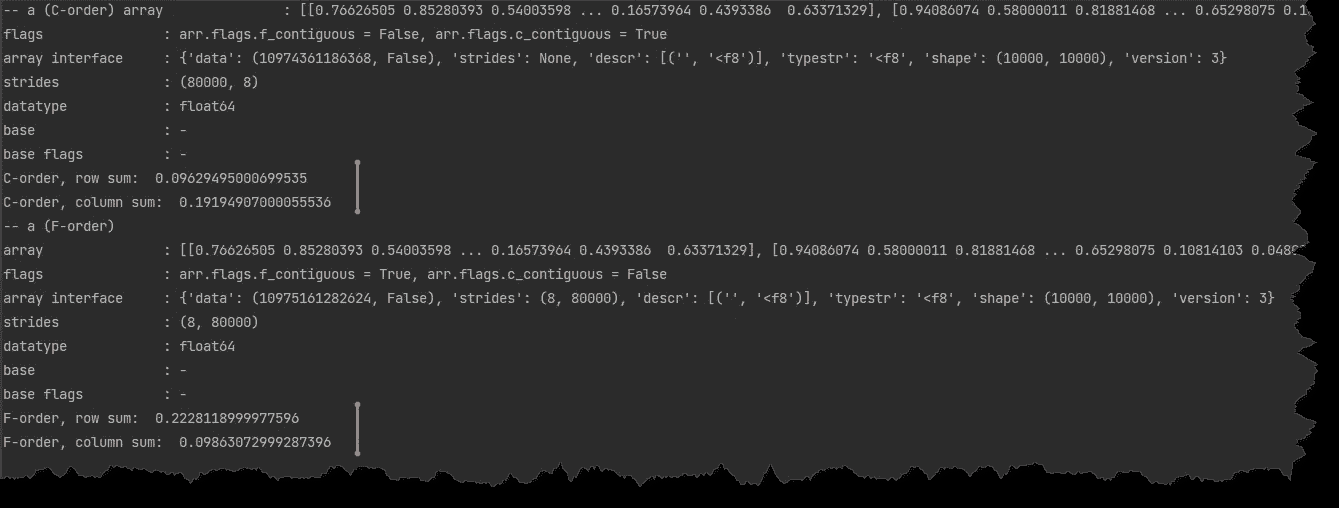 -- a (C-order) array : [[0.76626505 0.85280393 0.54003598 ... 0.16573964 0.4393386 0.63371329], [0.94086074 0.58000011 0.81881468 ... 0.65298075 0.1
flags : arr.flags.f_contiguous = False, arr.flags.c_contiguous = True
array interface : {'data': (10974361186368, False), 'strides': None, 'descr': [('', '<f8')], 'typestr': '<f8', 'shape': (10000, 10000), 'version': 3}
strides : (80000, 8)
datatype : float64
base : -
base flags : -
C-order, row sum: 0.09629495000699535
C-order, column sum: 0.19194907000055536
-- a (F-order)
array : [[0.76626505 0.85280393 0.54003598 ... 0.16573964 0.4393386 0.63371329], [0.94086074 0.58000011 0.81881468 ... 0.65298075 0.10814103 0.0489
flags : arr.flags.f_contiguous = True, arr.flags.c_contiguous = False
array interface : {'data': (10975161282624, False), 'strides': (8, 80000), 'descr': [('', '<f8')], 'typestr': '<f8', 'shape': (10000, 10000), 'version': 3}
strides : (8, 80000)
datatype : float64
base : -
base flags : -
F-order, row sum: 0.2228118999977596
F-order, column sum: 0.09863072999287396